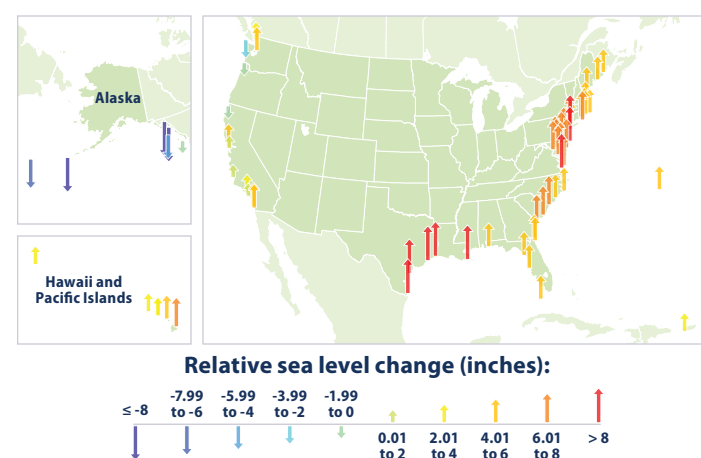 Alaska
Hawaii and
Pacific Islands
Relative sea level change (inches):
≤ -8
-7.99
to -6
-5.99
to -4
-3.99
to -2
-1.99
to 0
0.01
to 2
2.01
to 4
4.01
to 6
6.01
to 8
> 8